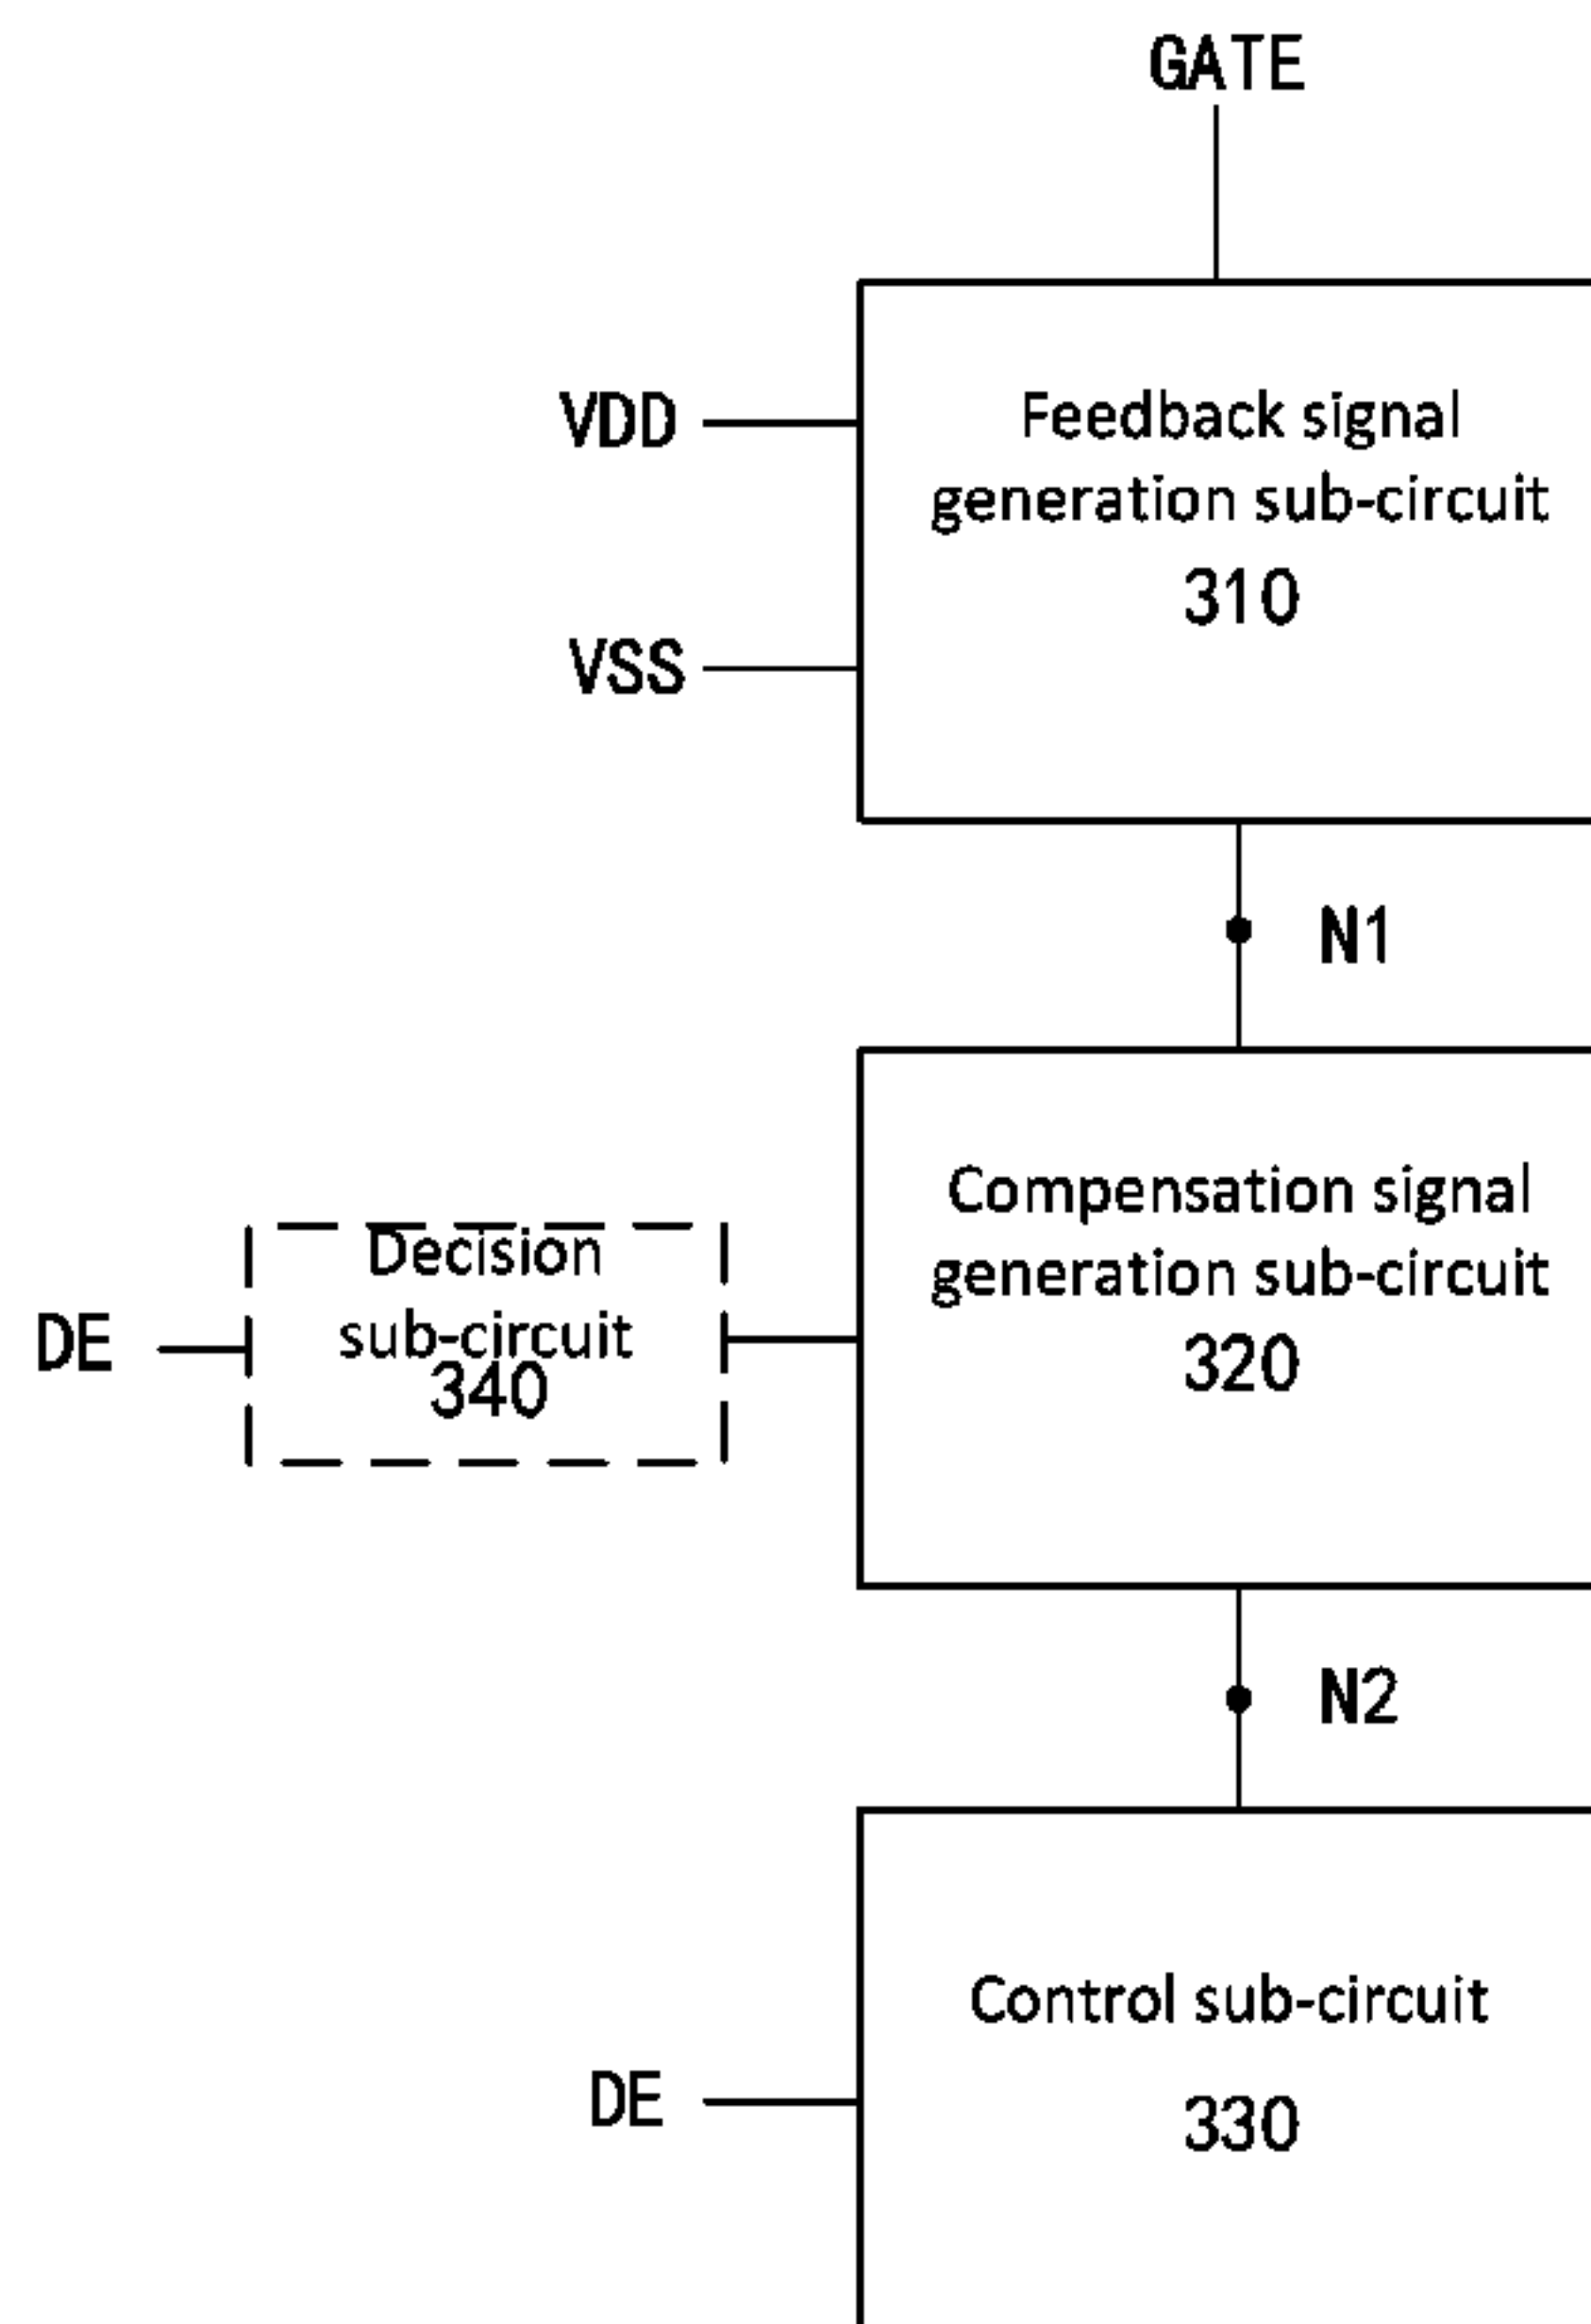 GATE
VDD
Feedback signal
generation sub-circuit
310
VSS
N1
Compensation signal
generation sub-circuit
320
Decision
sub-circuit
340
DE
N2
Control sub-circuit
330
DE